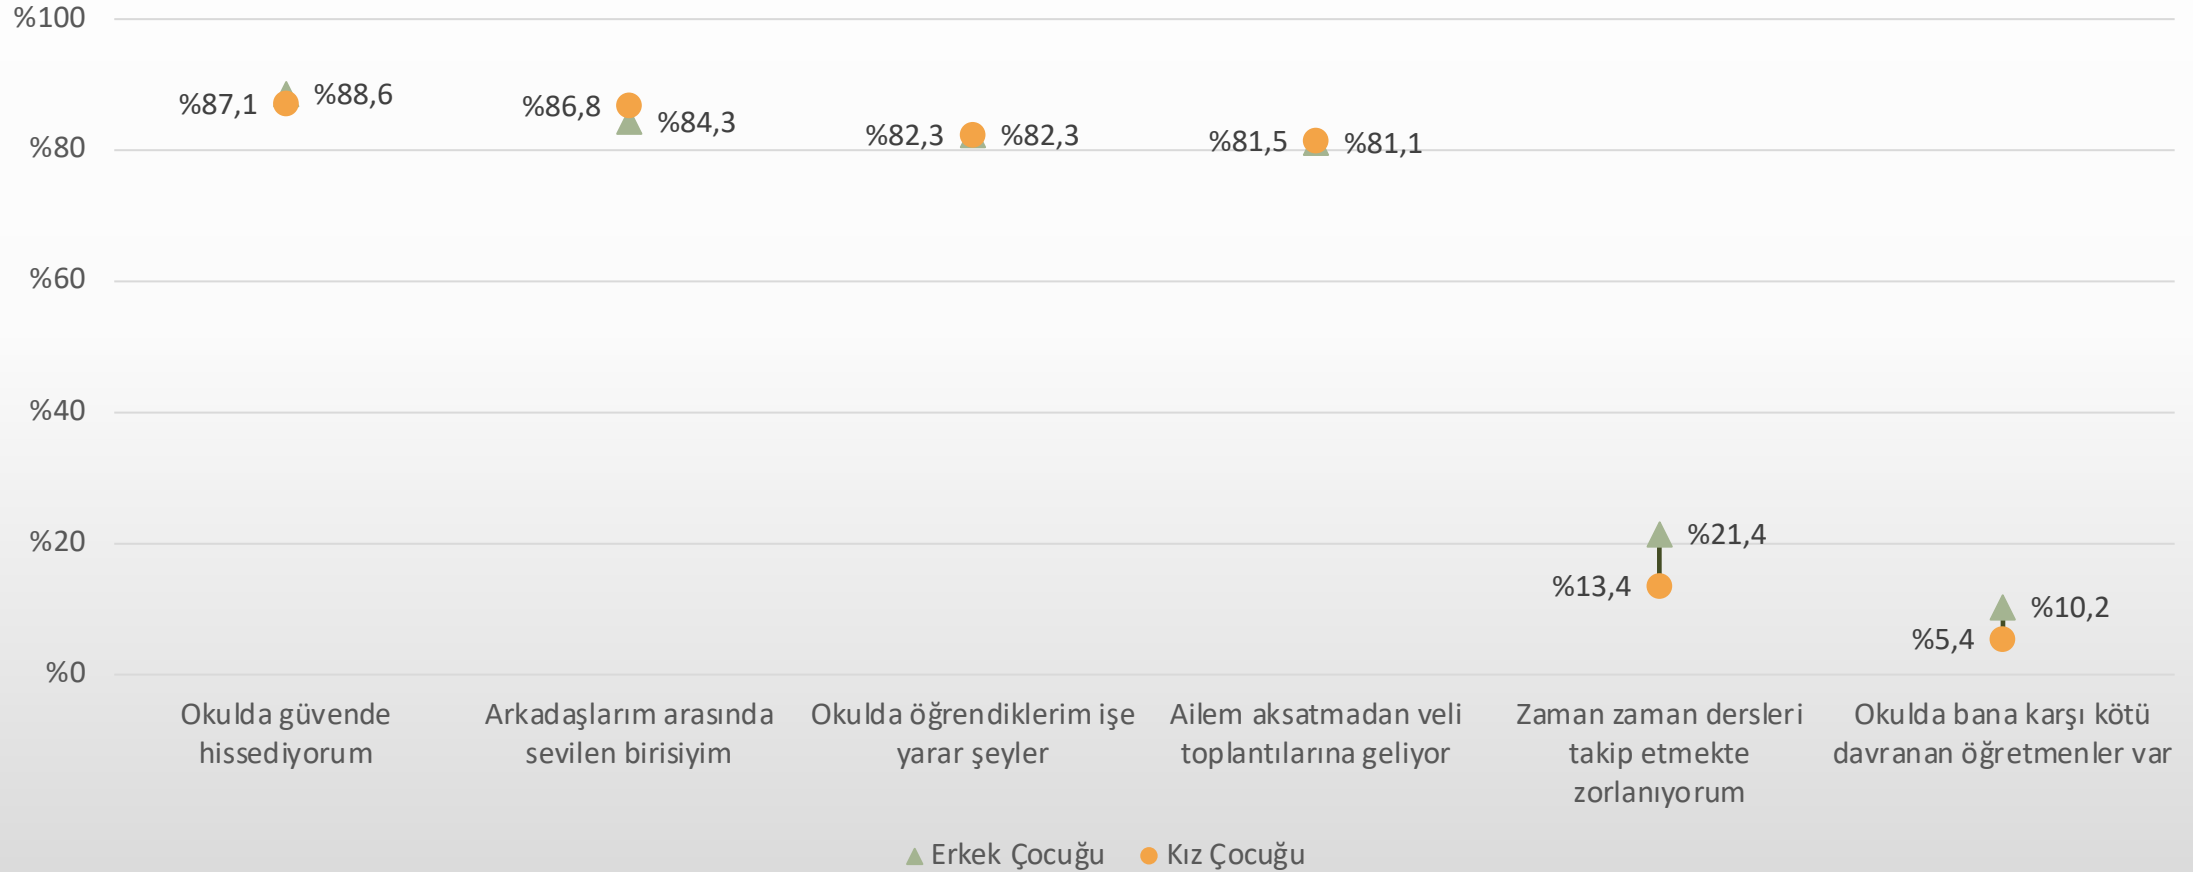 %100
%80
%60
%40
%20
%0
%87,1 %88,6
%86,8 %84,3
%82,3 %82,3
%81,5 %81,1
%13,4 %21,4
%5,4 %10,2
Okulda güvende
hissediyorum
Arkadaşlarım arasında
sevilen birisiyim
Okulda öğrendiklerim işe
yarar şeyler
Ailem aksatmadan veli
toplantılarına geliyor
Zaman zaman dersleri
takip etmekte
zorlanıyorum
Okulda bana karşı kötü
davranan öğretmenler var
Erkek Çocuğu Kız Çocuğu